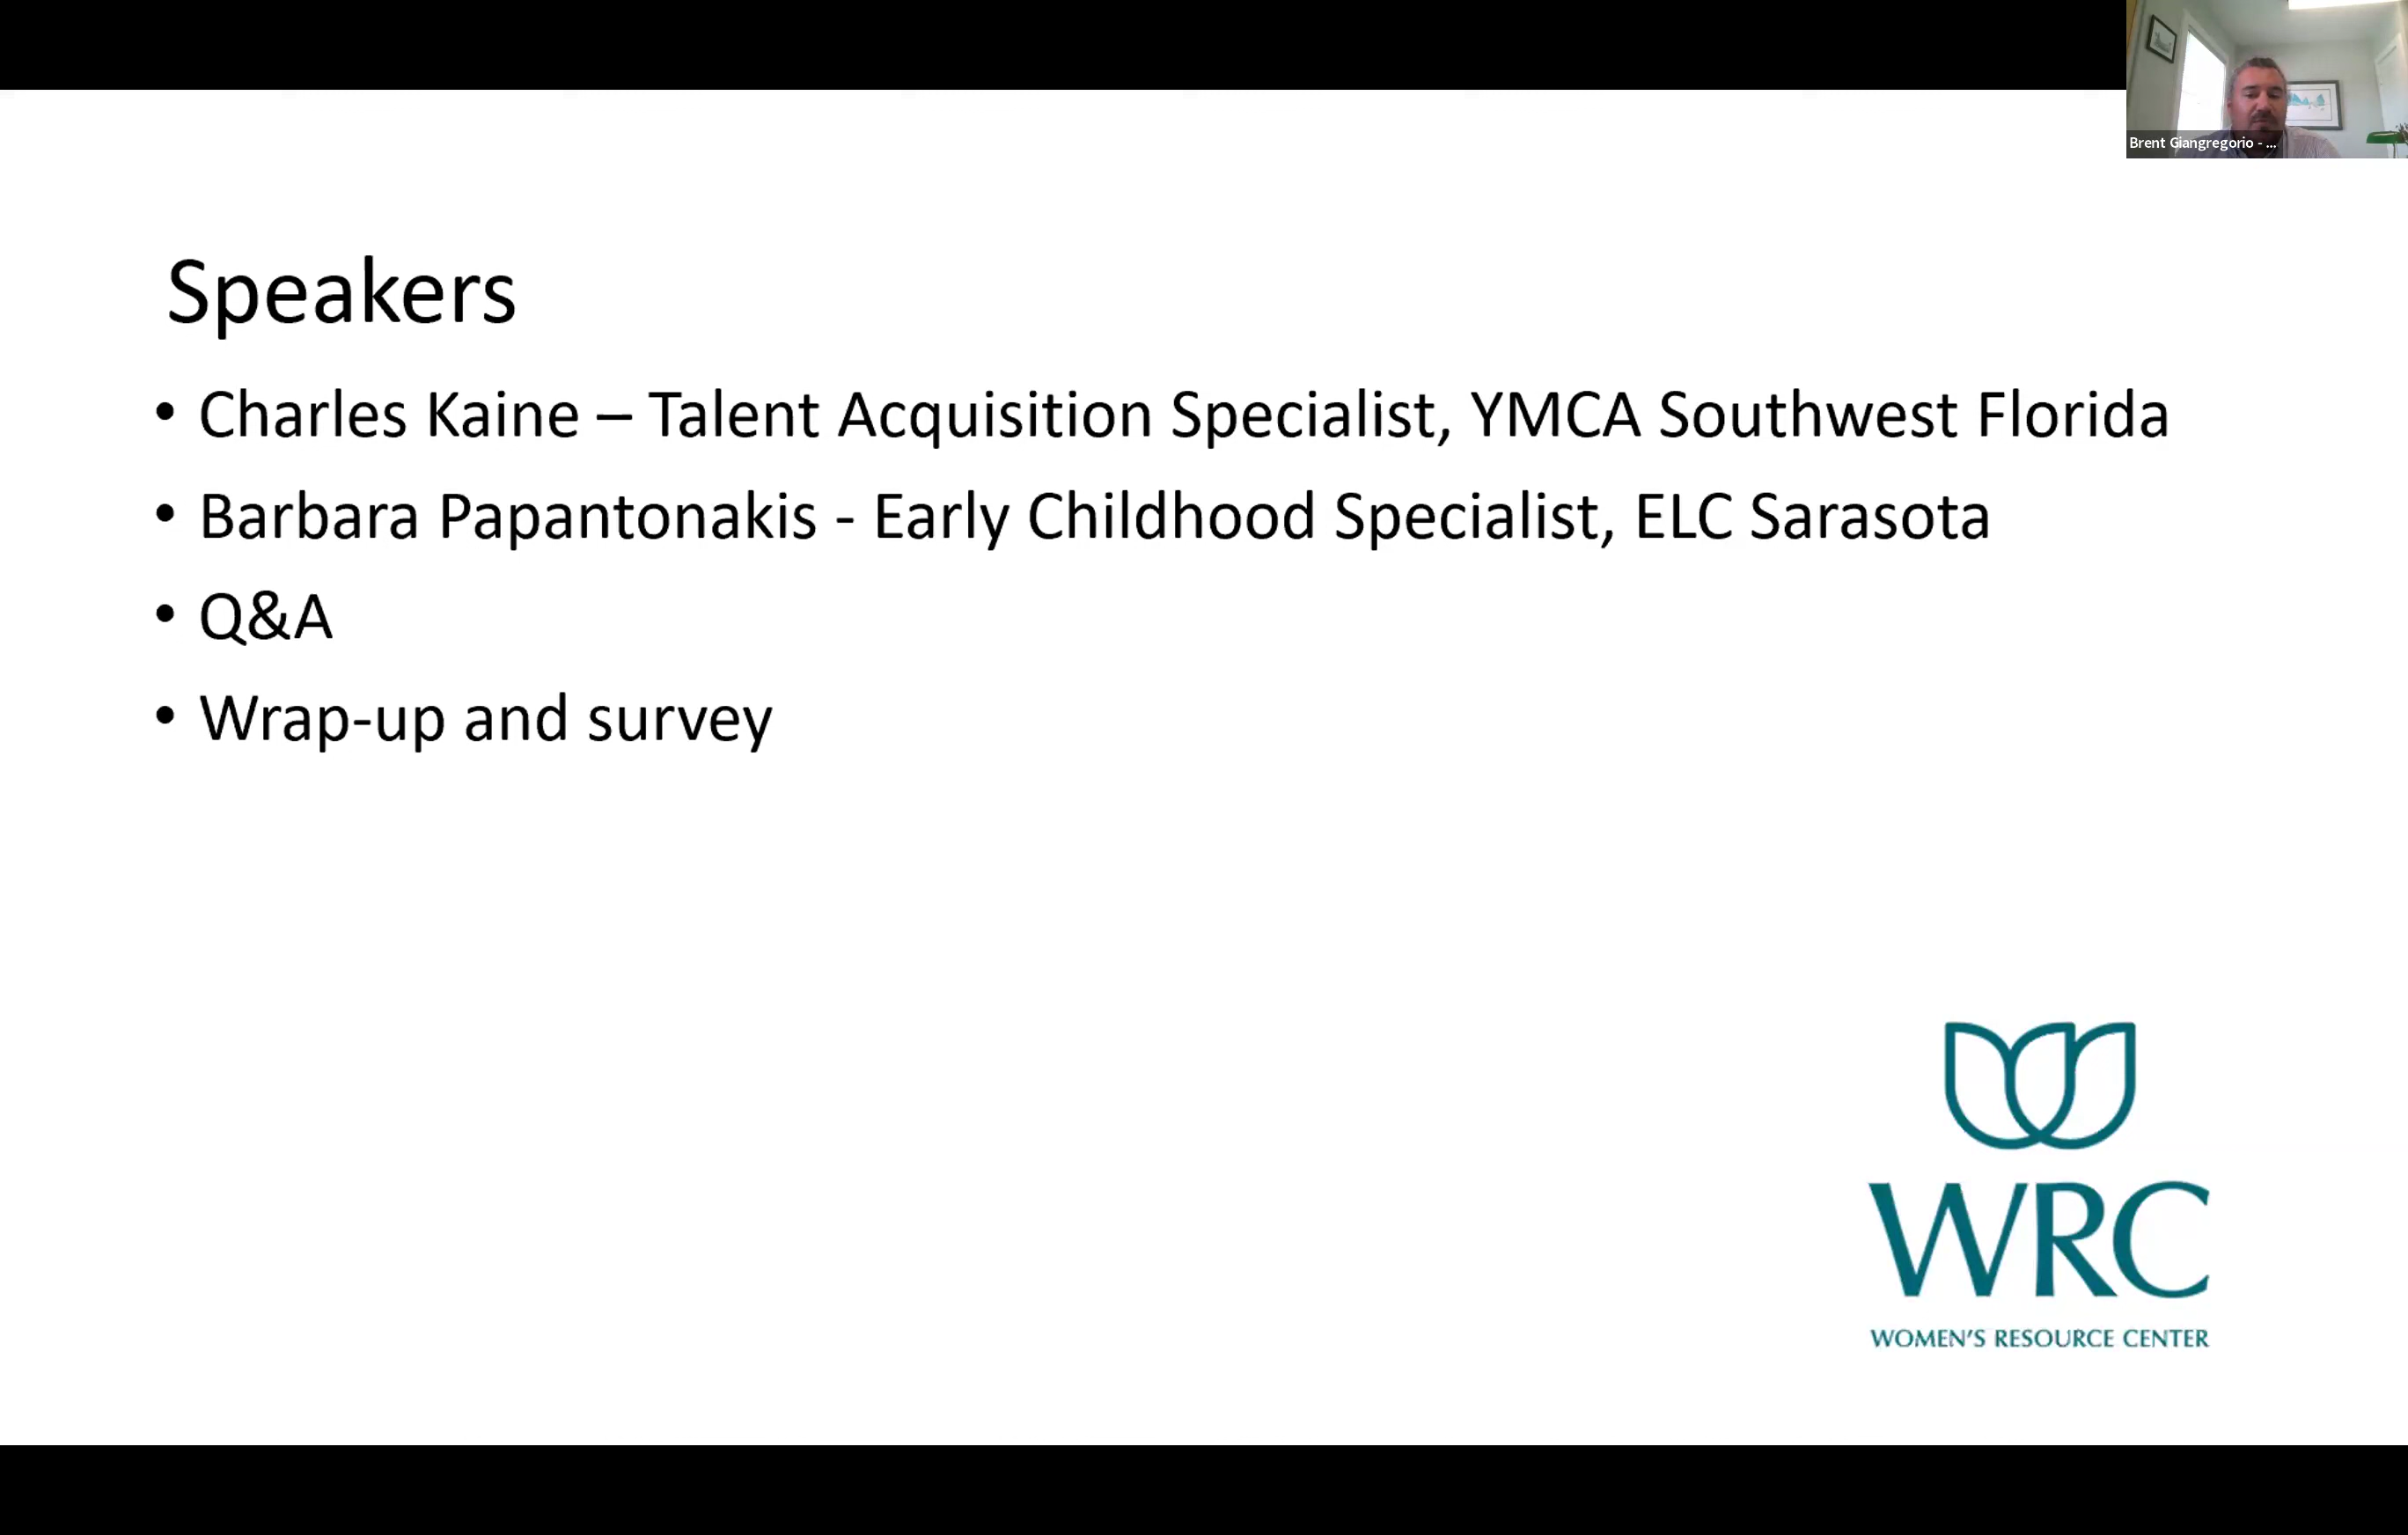 Brent Giangregorio - ...
Speakers
• Charles Kaine – Talent Acquisition Specialist, YMCA Southwest Florida
• Barbara Papantonakis - Early Childhood Specialist, ELC Sarasota
• Q&A
• Wrap-up and survey
WRC
WOMEN'S RESOURCE CENTER